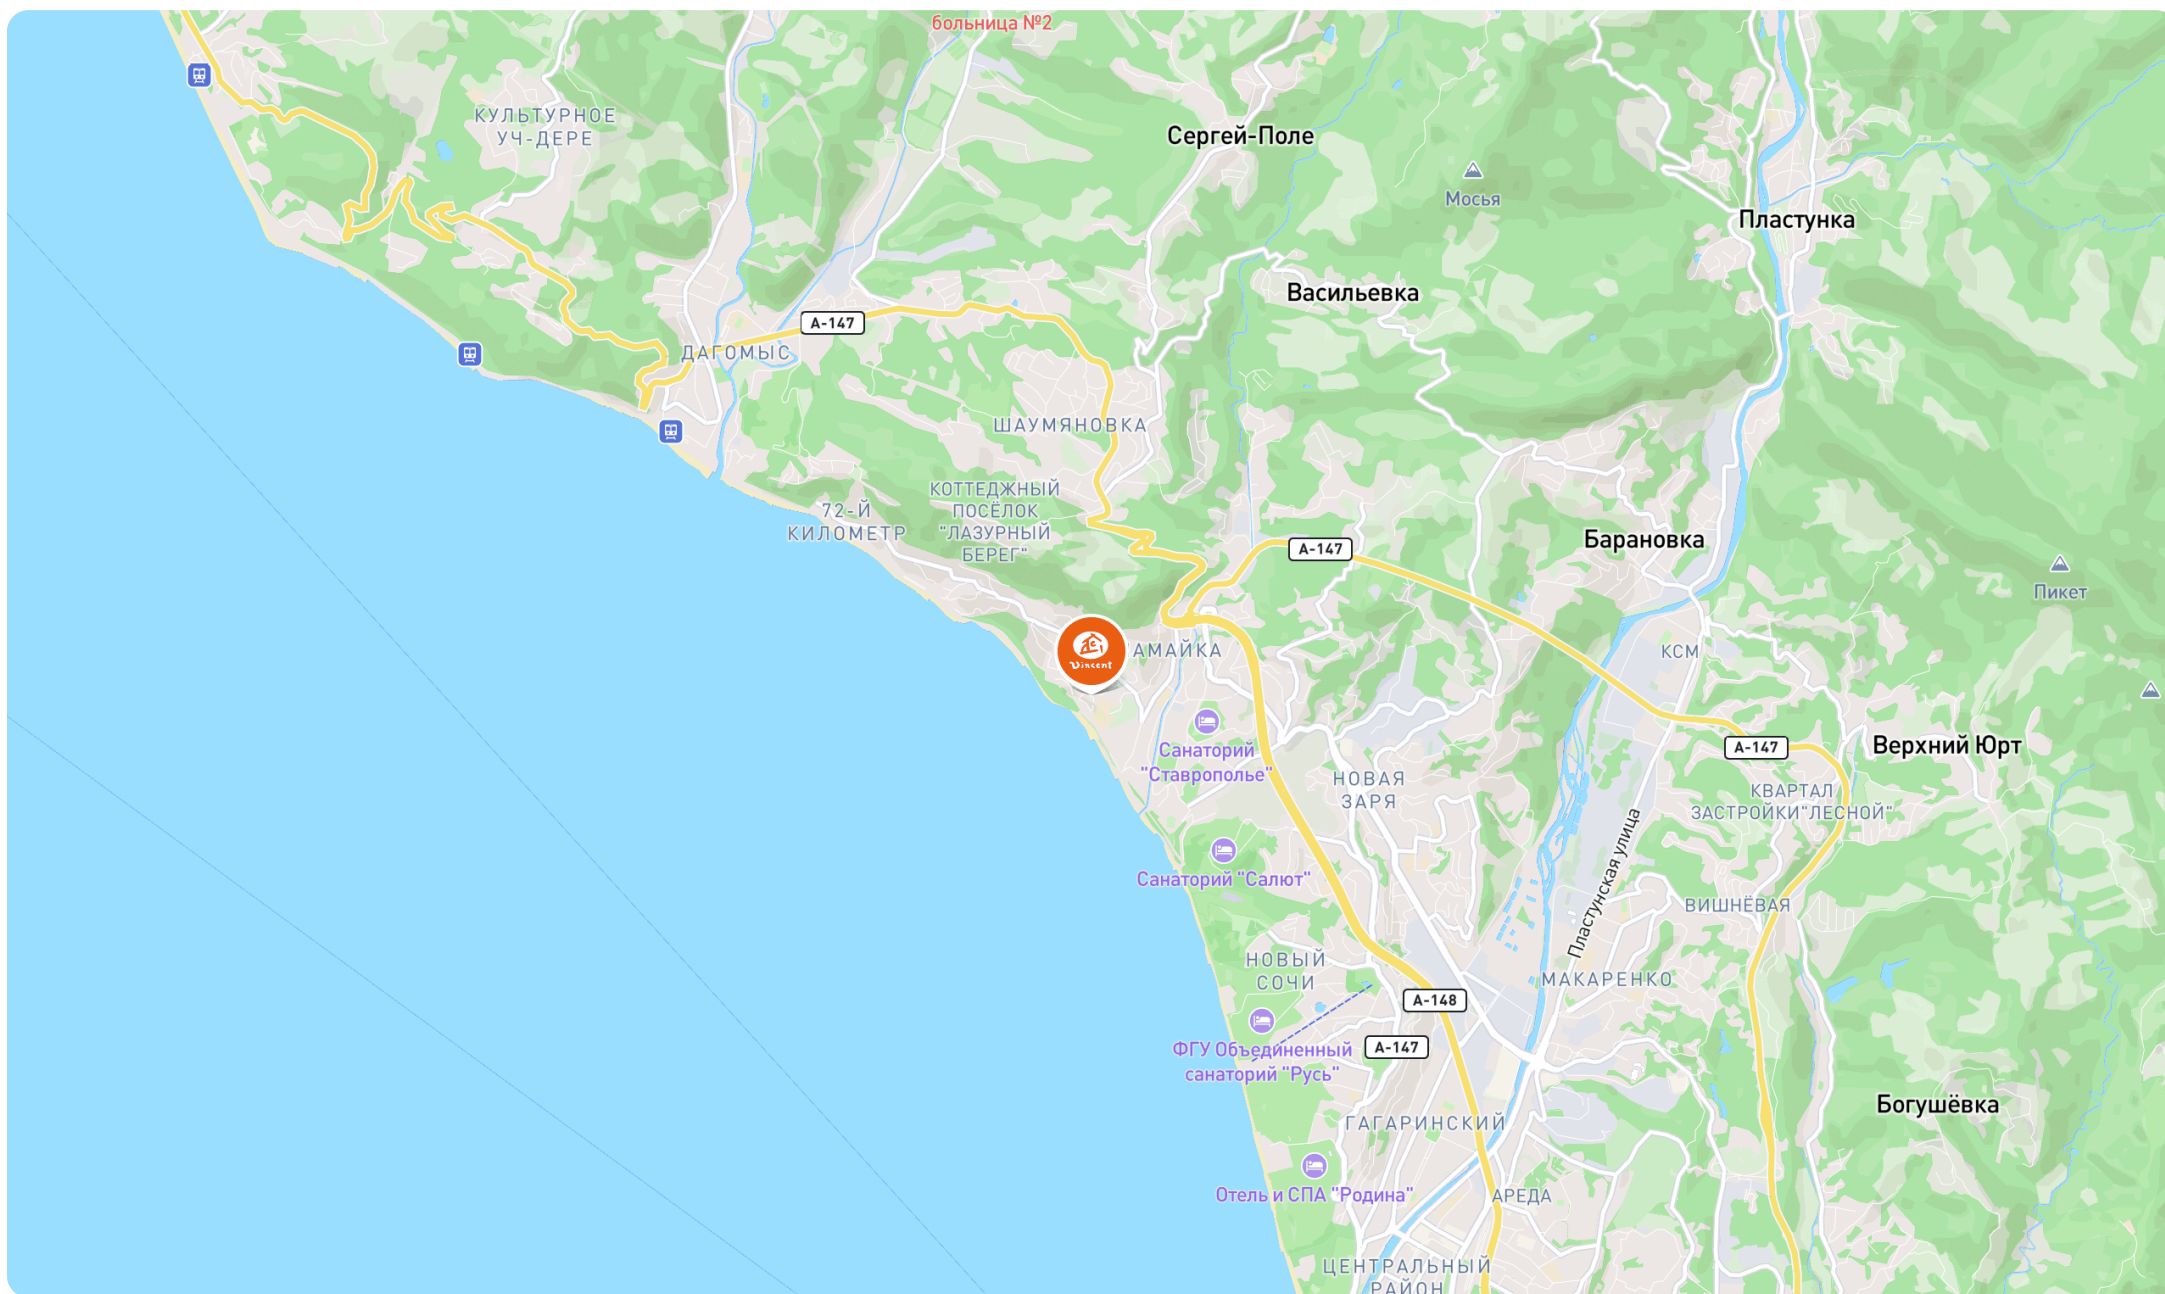 больница №2
КУЛЬТУРНОЕ
УЧ-ДЕРЕ
Сергей-Поле
Мосья
Пластунка
Васильевка
А-147
ДАГОМЫС
ШАУМЯНОВКА
КОТТЕДЖНЫЙ
ПОСЁЛОК
"ЛАЗУРНЫЙ
БЕРЕГ"
72-Й
КИЛОМЕТР
А-147
Барановка
Пикет
Vincent
АМАЙКА
КСМ
Санаторий
"Ставрополье"
А-147
Верхний Юрт
НОВАЯ
ЗАРЯ
КВАРТАЛ
ЗАСТРОЙКИ"ЛЕСНОЙ"
Пластунская улица
Санаторий "Салют"
ВИШНЁВАЯ
НОВЫЙ
СОЧИ
МАКАРЕНКО
А-148
ФГУ Объединенный
санаторий "Русь"
А-147
Богушёвка
ГАГАРИНСКИЙ
Отель и СПА "Родина"
АРЕДА
ЦЕНТРАЛЬНЫЙ
РАЙОН